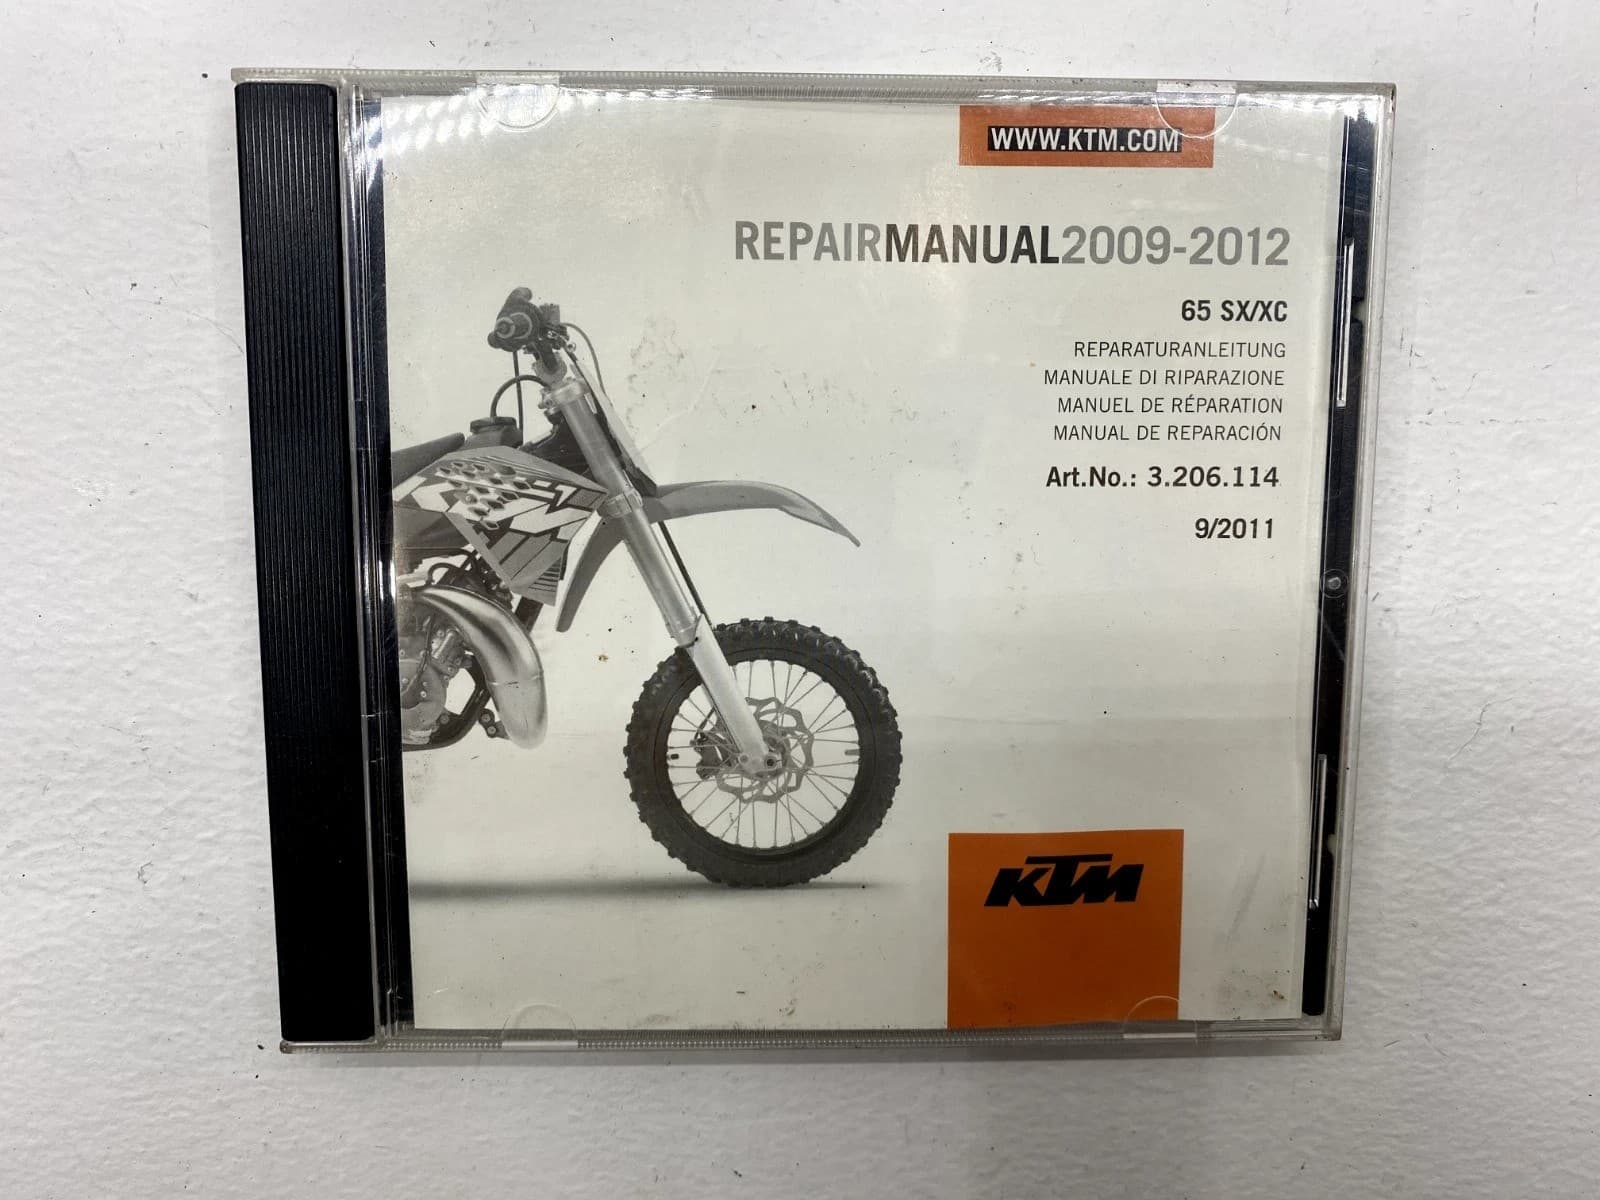 WWW.KTM.COM
REPAIRMANUAL2009-2012
65 SX/XC
REPARATURANLEITUNG
MANUALE DI RIPARAZIONE
MANUEL DE RÉPARATION
MANUAL DE REPARACIÓN
Art.No.: 3.206.114
9/2011
KTM